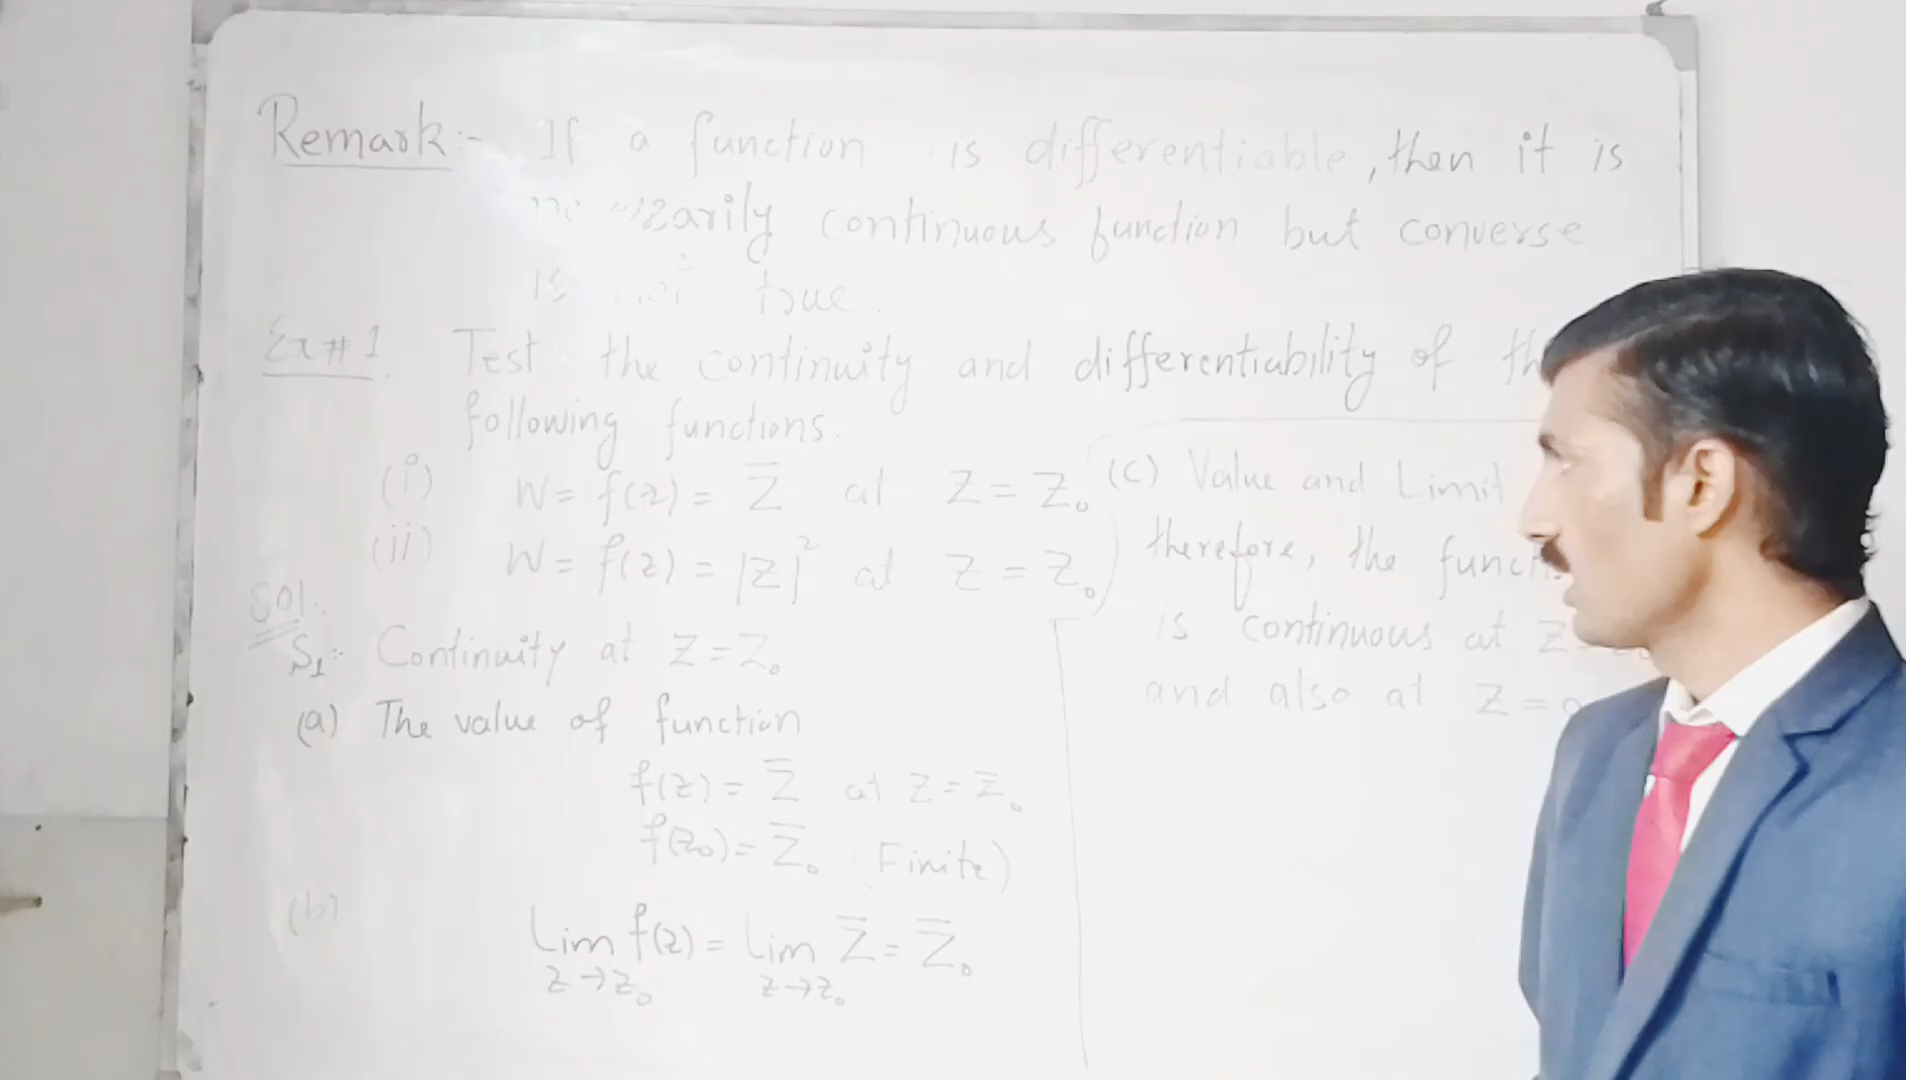 Remark:- If a function is differentiable, then it is
continuous function but converse
is not true.
Ex#1 Test the continuity and differentiability of
following functions.
(i) W = f(z) = z̅ at z = z₀
(ii) W = f(z) = |z|² at z = z₀
Sol:
S₁:- Continuity at z = z₀
(a) The value of function
f(z) = z̅ at z = z₀
f(z₀) = z̅₀ (Finite)
(b) Lim f(z) = Lim z̅ = z̅₀
z→z₀ z→z₀
(C) Value and Limit
therefore, the
is continuous at z
and also at z =